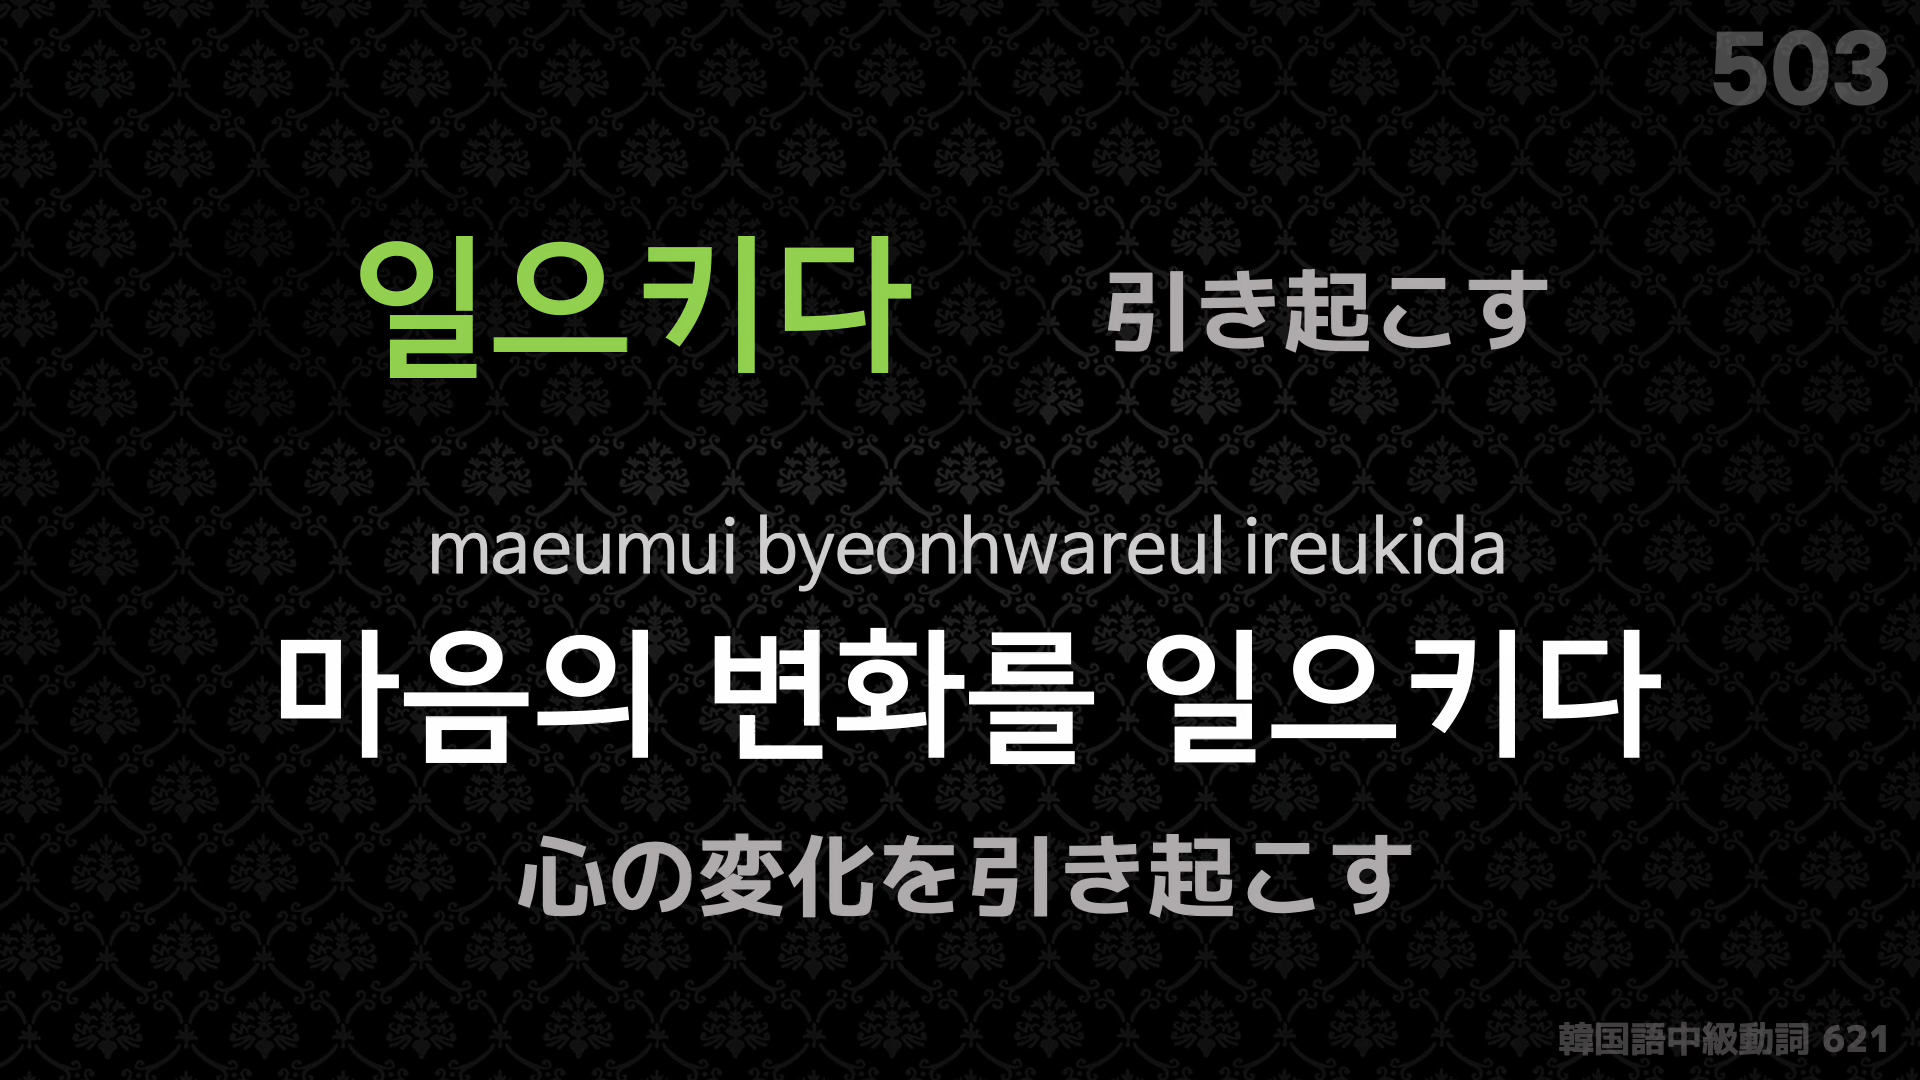 503
일으키다 引き起こす
maeumui byeonhwareul ireukida
마음의 변화를 일으키다
心の変化を引き起こす
韓国語中級動詞 621